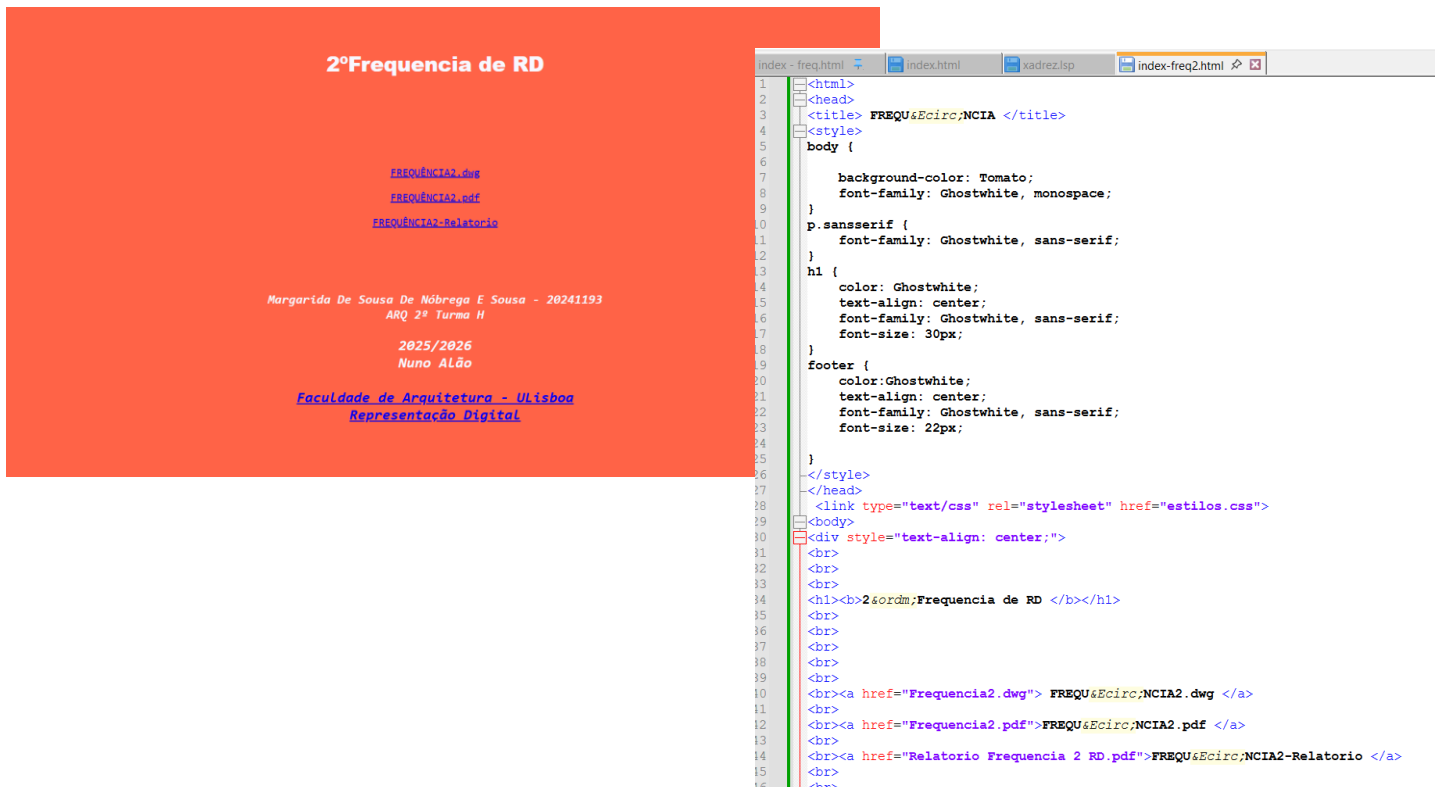 2ºFrequencia de RD
FREQUÊNCIA2.dwg
FREQUÊNCIA2.pdf
FREQUÊNCIA2-Relatorio
Margarida De Sousa De Nóbrega E Sousa - 20241193
ARQ 2º Turma H
2025/2026
Nuno Alão
Faculdade de Arquitetura - ULisboa
Representação Digital
index - freq.html index.html xadrez.lsp index-freq2.html
1 <html>
2 <head>
3 <title> FREQU&Ecirc;NCIA </title>
4 <style>
5 body {
6
7 background-color: Tomato;
8 font-family: Ghostwhite, monospace;
9 }
10 p.sansserif {
11 font-family: Ghostwhite, sans-serif;
12 }
13 h1 {
14 color: Ghostwhite;
15 text-align: center;
16 font-family: Ghostwhite, sans-serif;
17 font-size: 30px;
18 }
19 footer {
20 color:Ghostwhite;
21 text-align: center;
22 font-family: Ghostwhite, sans-serif;
23 font-size: 22px;
24
25 }
26 </style>
27 </head>
28 <link type="text/css" rel="stylesheet" href="estilos.css">
29 <body>
30 <div style="text-align: center;">
31 <br>
32 <br>
33 <br>
34 <h1><b>2&ordm;Frequencia de RD </b></h1>
35 <br>
36 <br>
37 <br>
38 <br>
39 <br>
40 <br><a href="Frequencia2.dwg"> FREQU&Ecirc;NCIA2.dwg </a>
41 <br>
42 <br><a href="Frequencia2.pdf">FREQU&Ecirc;NCIA2.pdf </a>
43 <br>
44 <br><a href="Relatorio Frequencia 2 RD.pdf">FREQU&Ecirc;NCIA2-Relatorio </a>
45 <br>
46 <br>